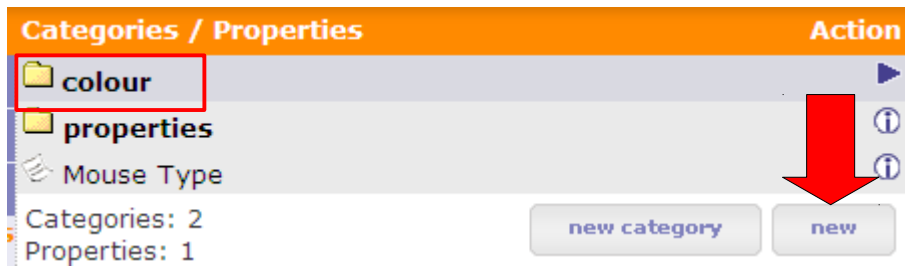 Categories / Properties Action
colour
properties
Mouse Type
Categories: 2
Properties: 1
new category new